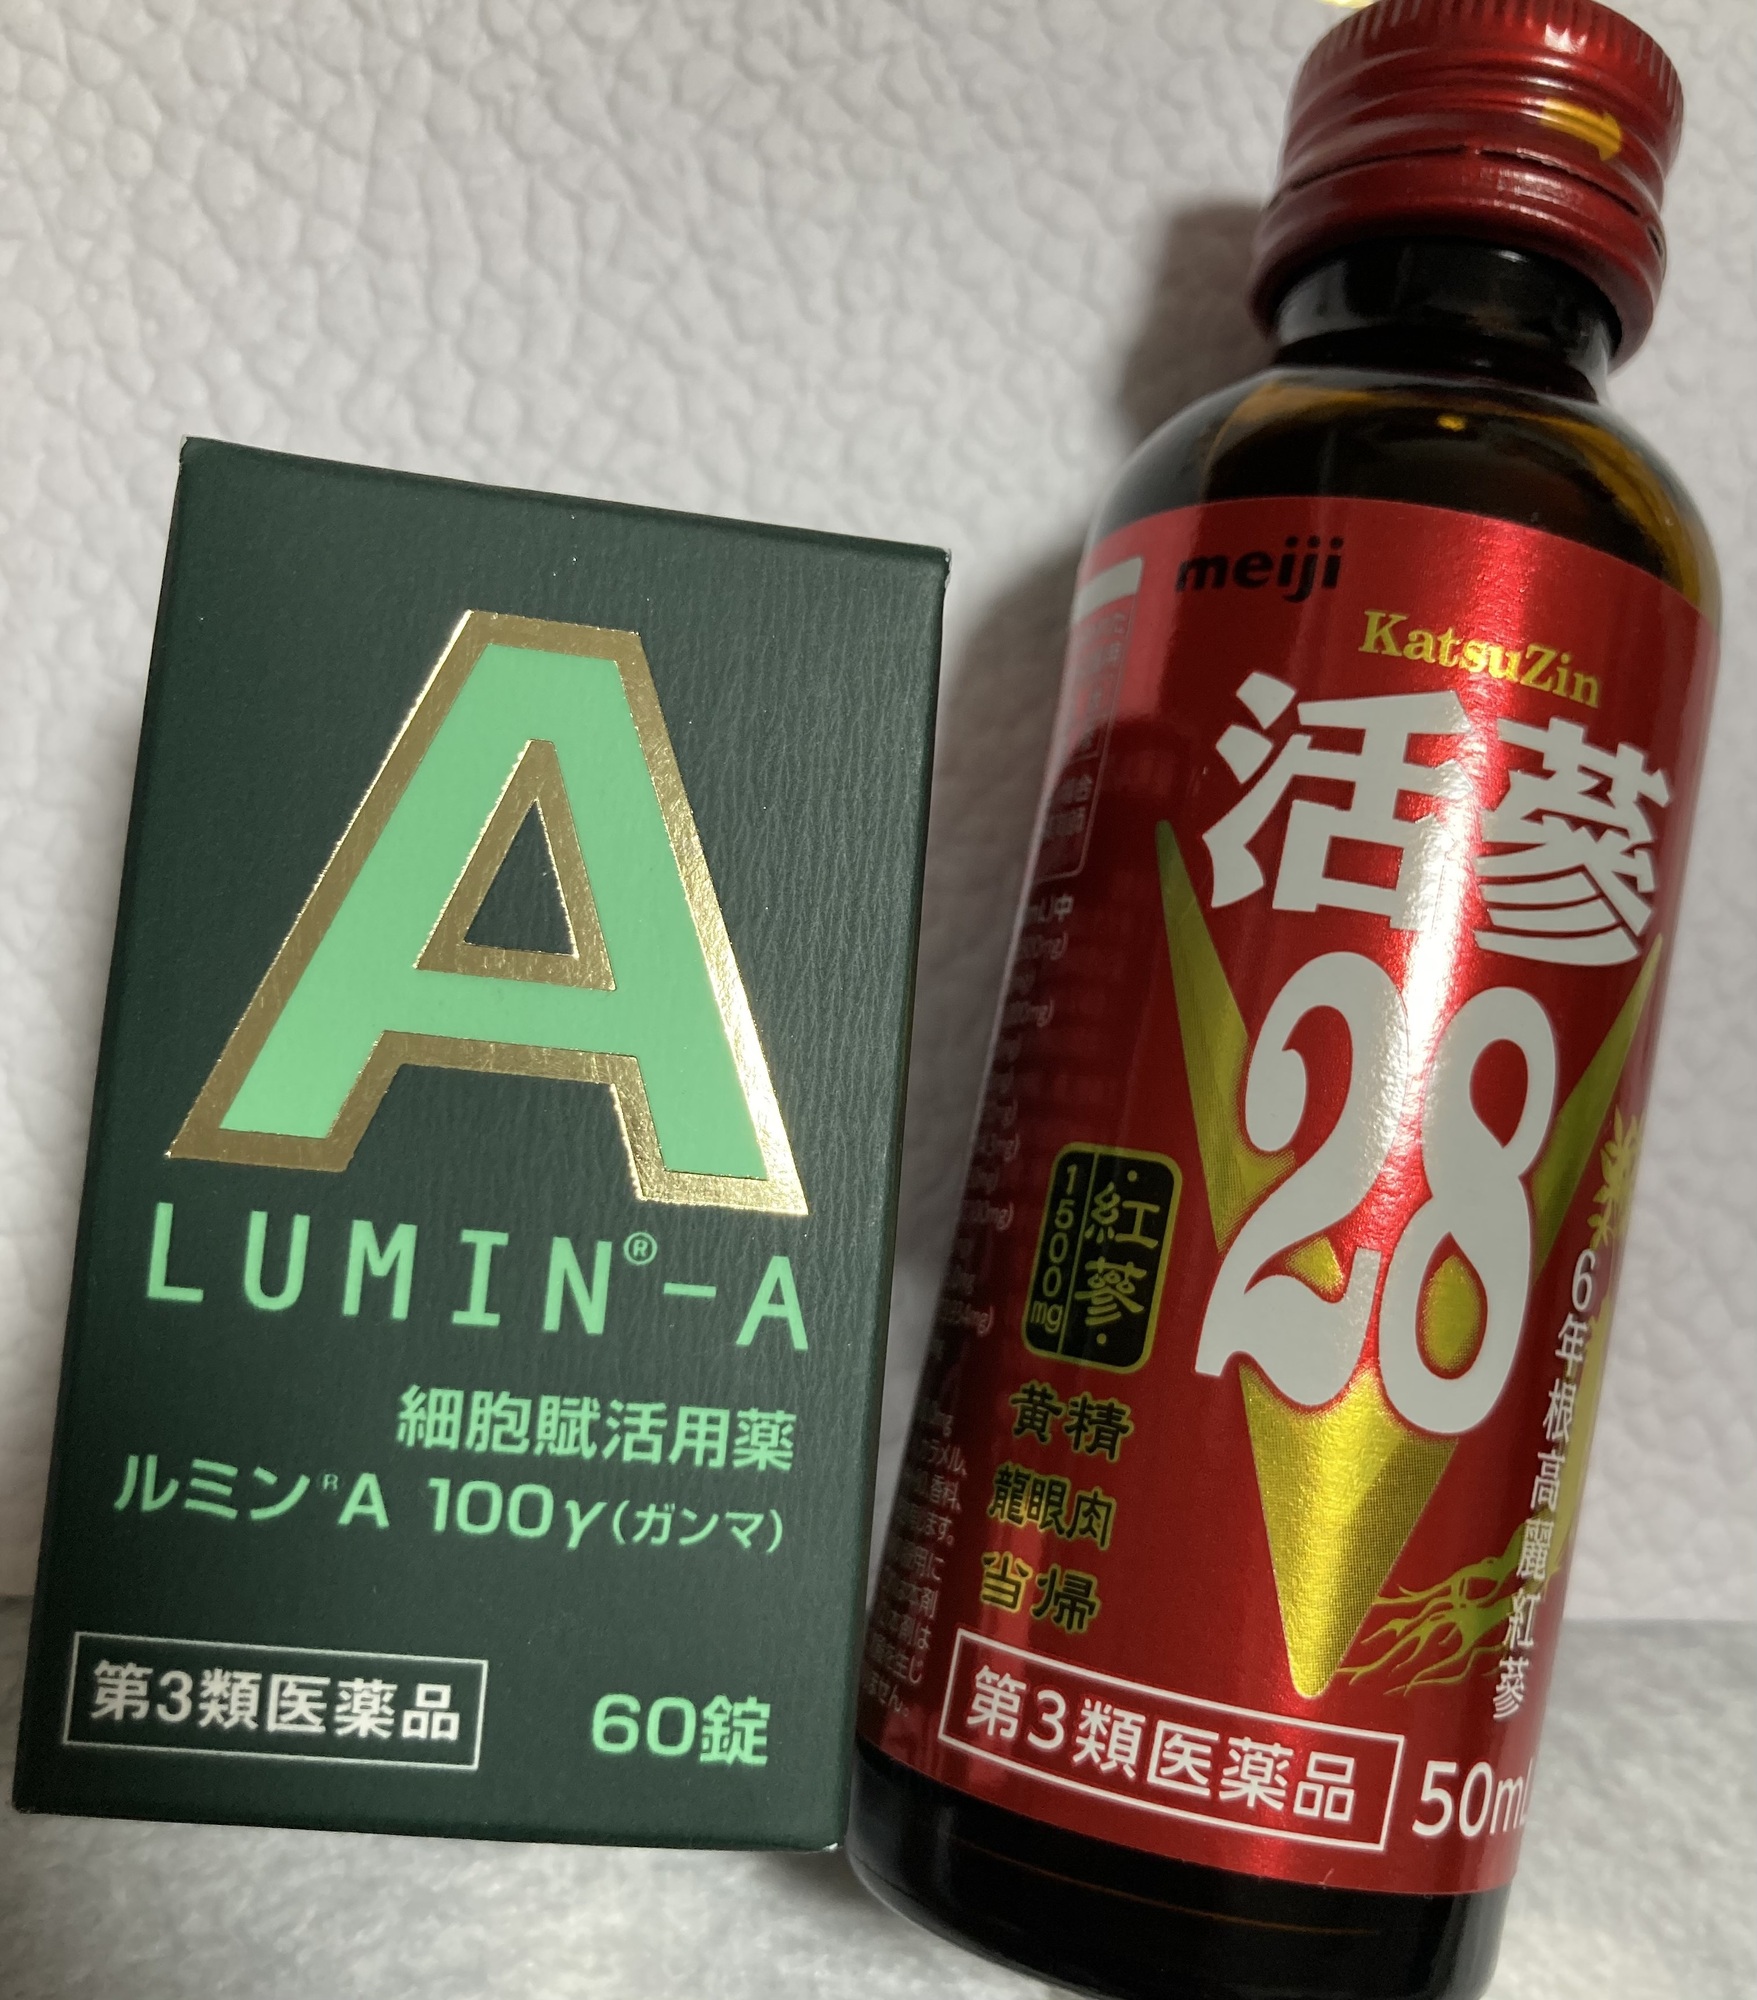 A
LUMIN®-A
細胞賦活用薬
ルミン®A 100γ(ガンマ)
第3類医薬品
60錠
meiji
KatsuZin
活蔘
28
紅蔘
1500mg
黄精
龍眼肉
当帰
6年根高麗紅蔘
第3類医薬品
50mL